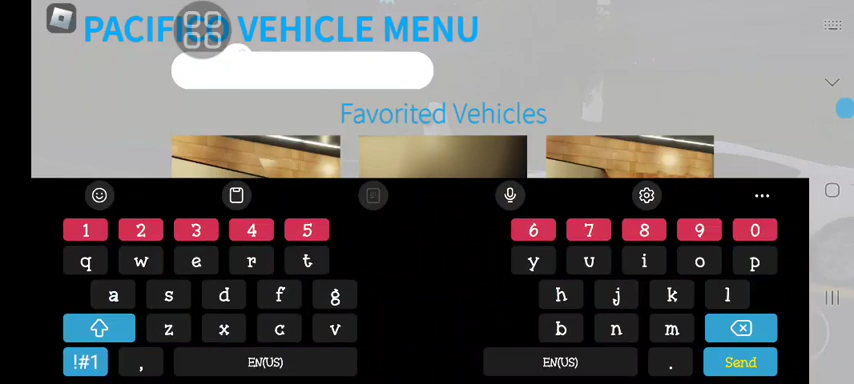 PACIFICO VEHICLE MENU
Favorited Vehicles
1 2 3 4 5 6 7 8 9 0
q w e r t y u i o p
a s d f g h j k l
z x c v b n m
!#1 , EN(US) EN(US) . Send